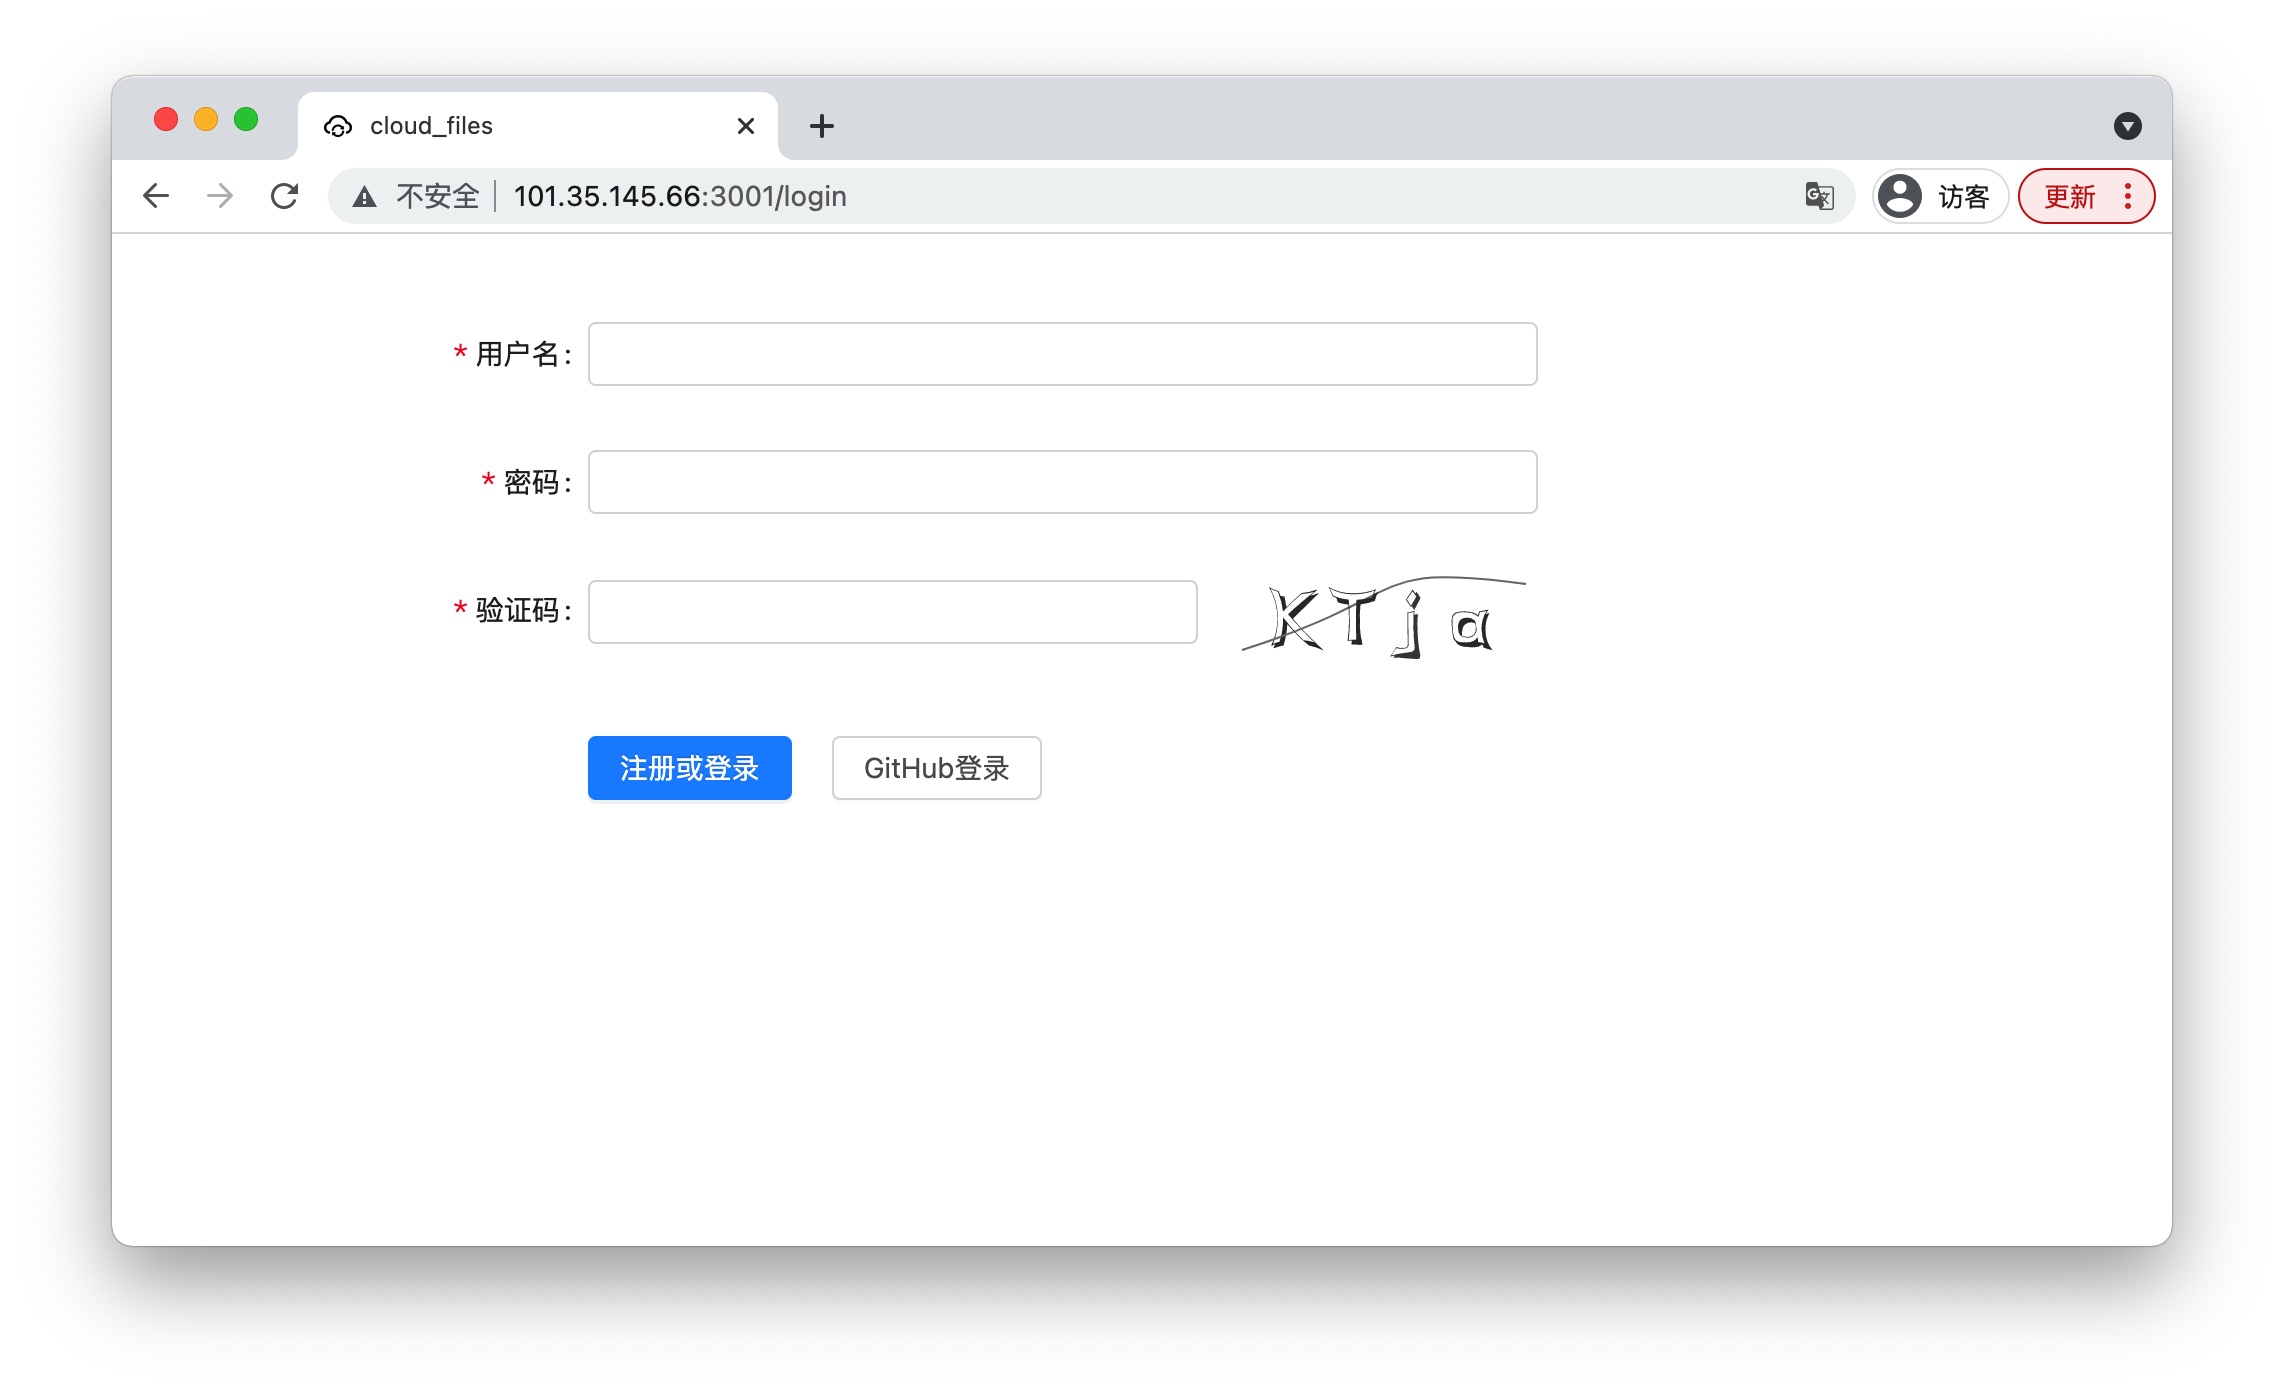 cloud_files
不安全 101.35.145.66:3001/login 访客 更新
* 用户名:
* 密码:
* 验证码: KTja
注册或登录 GitHub登录